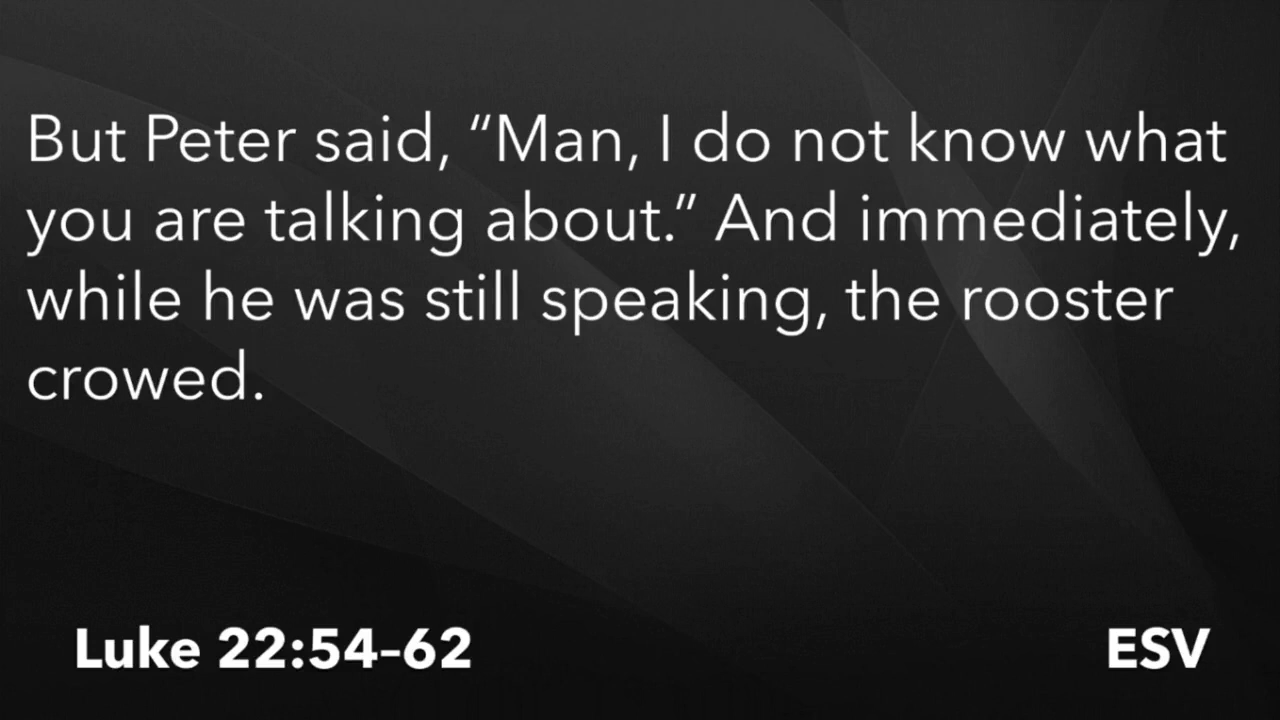 But Peter said, “Man, I do not know what
you are talking about.” And immediately,
while he was still speaking, the rooster
crowed.
Luke 22:54–62
ESV